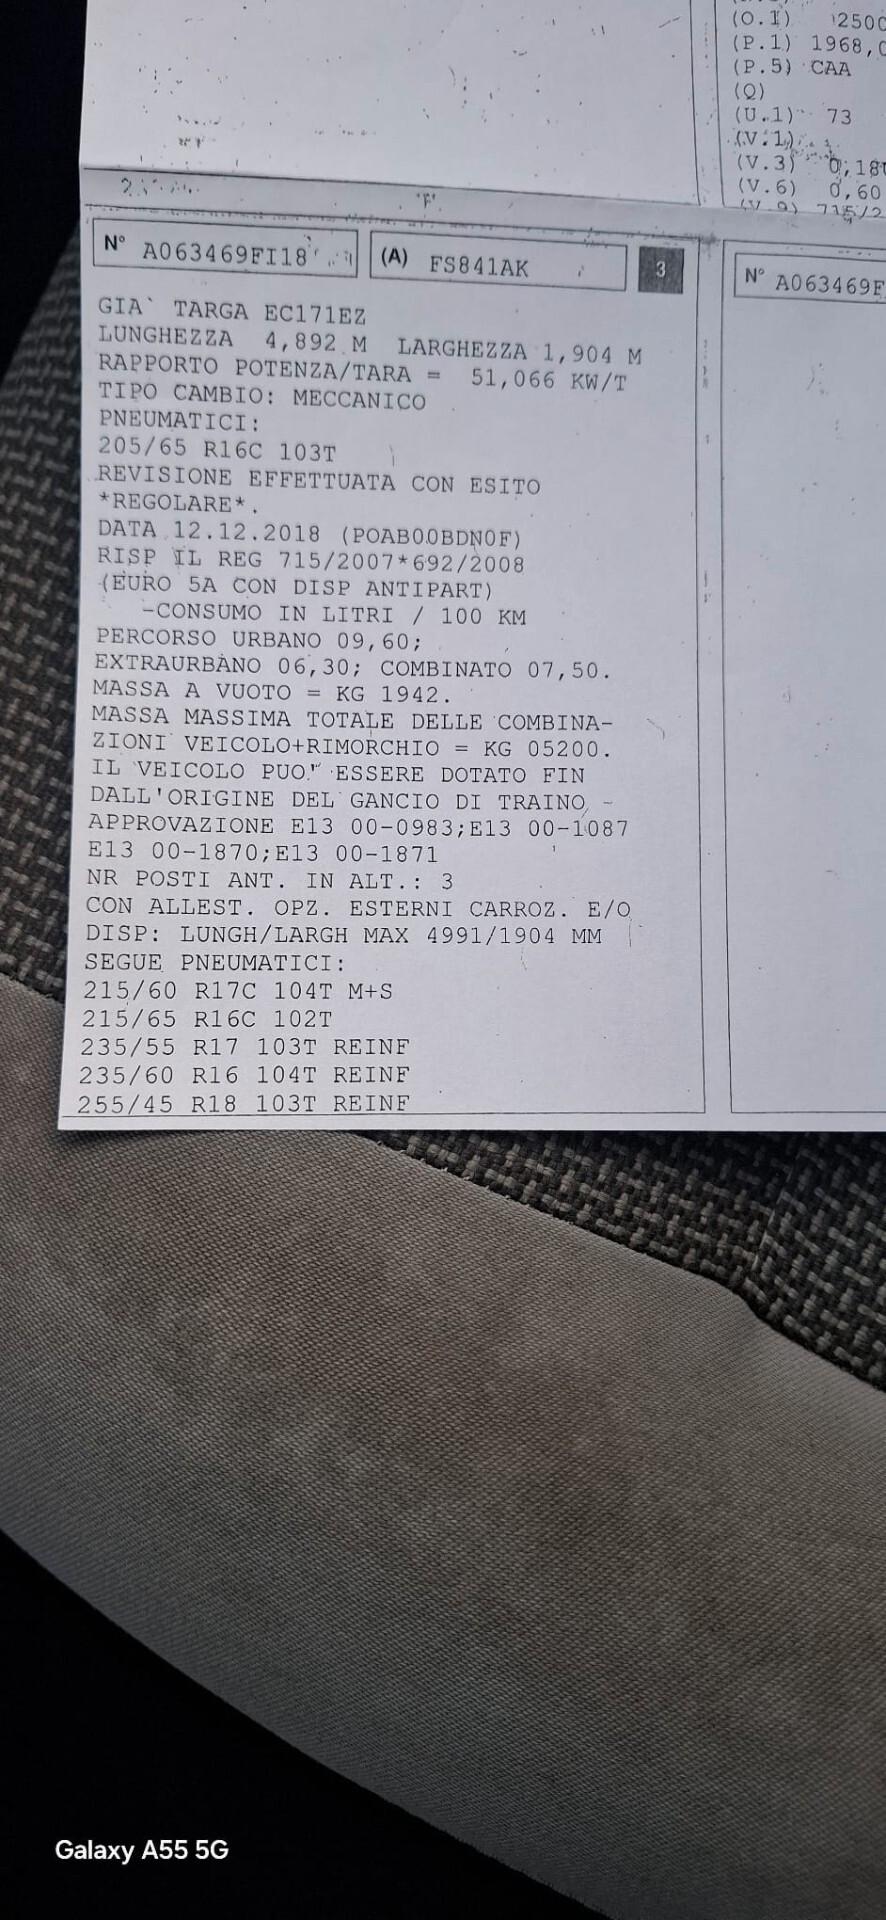 (O.1) 2500
(P.1) 1968,0
(P.5) CAA
(Q)
(U.1) 73
(V.1)
(V.3) 0,180
(V.6) 0,60
(V.9) 715/2
N° A063469FI18
(A) FS841AK
3
N° A063469F
GIA` TARGA EC171EZ
LUNGHEZZA 4,892 M LARGHEZZA 1,904 M
RAPPORTO POTENZA/TARA = 51,066 KW/T
TIPO CAMBIO: MECCANICO
PNEUMATICI:
205/65 R16C 103T
REVISIONE EFFETTUATA CON ESITO
*REGOLARE*.
DATA 12.12.2018 (POAB00BDN0F)
RISP IL REG 715/2007*692/2008
(EURO 5A CON DISP ANTIPART)
-CONSUMO IN LITRI / 100 KM
PERCORSO URBANO 09,60;
EXTRAURBANO 06,30; COMBINATO 07,50.
MASSA A VUOTO = KG 1942.
MASSA MASSIMA TOTALE DELLE COMBINA-
ZIONI VEICOLO+RIMORCHIO = KG 05200.
IL VEICOLO PUO' ESSERE DOTATO FIN
DALL'ORIGINE DEL GANCIO DI TRAINO -
APPROVAZIONE E13 00-0983;E13 00-1087
E13 00-1870;E13 00-1871
NR POSTI ANT. IN ALT.: 3
CON ALLEST. OPZ. ESTERNI CARROZ. E/O
DISP: LUNGH/LARGH MAX 4991/1904 MM
SEGUE PNEUMATICI:
215/60 R17C 104T M+S
215/65 R16C 102T
235/55 R17 103T REINF
235/60 R16 104T REINF
255/45 R18 103T REINF
Galaxy A55 5G